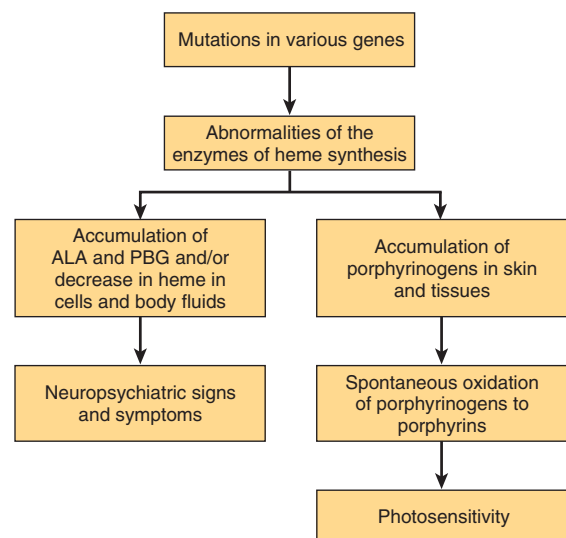 Mutations in various genes
Abnormalities of the
enzymes of heme synthesis
Accumulation of
ALA and PBG and/or
decrease in heme in
cells and body fluids
Accumulation of
porphyrinogens in skin
and tissues
Neuropsychiatric signs
and symptoms
Spontaneous oxidation
of porphyrinogens to
porphyrins
Photosensitivity